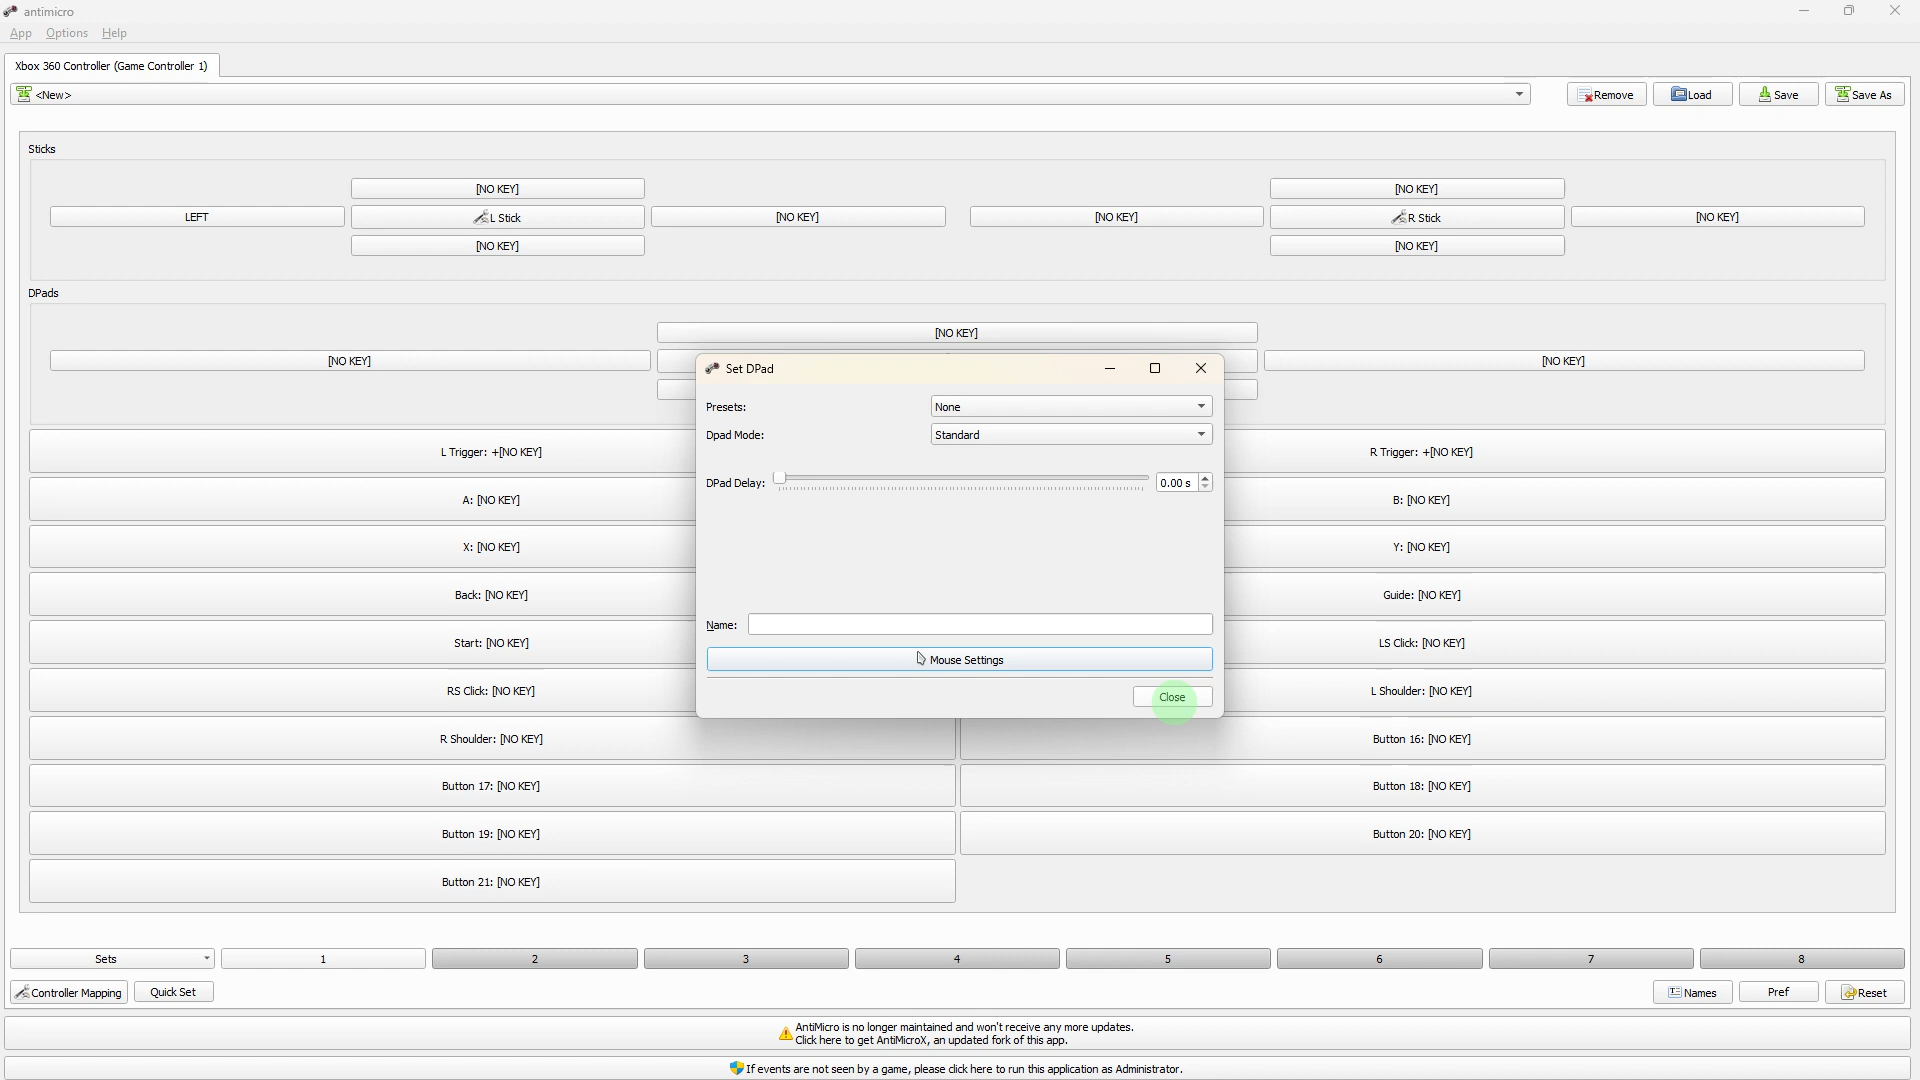 antimicro
App Options Help
Xbox 360 Controller (Game Controller 1)
<New>
Remove
Load
Save
Save As
Sticks
[NO KEY]
[NO KEY]
LEFT
L Stick
[NO KEY]
[NO KEY]
R Stick
[NO KEY]
[NO KEY]
[NO KEY]
DPads
[NO KEY]
[NO KEY]
[NO KEY]
Set DPad
Presets:
None
Dpad Mode:
Standard
DPad Delay:
0.00 s
Name:
Mouse Settings
Close
L Trigger: +[NO KEY]
R Trigger: +[NO KEY]
A: [NO KEY]
B: [NO KEY]
X: [NO KEY]
Y: [NO KEY]
Back: [NO KEY]
Guide: [NO KEY]
Start: [NO KEY]
LS Click: [NO KEY]
RS Click: [NO KEY]
L Shoulder: [NO KEY]
R Shoulder: [NO KEY]
Button 16: [NO KEY]
Button 17: [NO KEY]
Button 18: [NO KEY]
Button 19: [NO KEY]
Button 20: [NO KEY]
Button 21: [NO KEY]
Sets
1
2
3
4
5
6
7
8
Controller Mapping
Quick Set
Names
Pref
Reset
AntiMicro is no longer maintained and won't receive any more updates.
Click here to get AntiMicroX, an updated fork of this app.
If events are not seen by a game, please click here to run this application as Administrator.